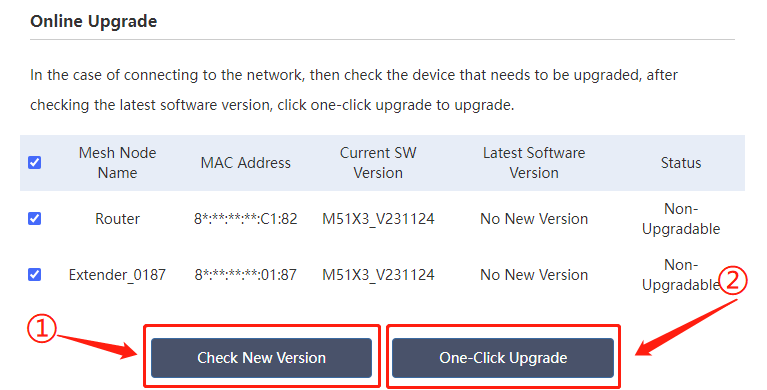 Online Upgrade
In the case of connecting to the network, then check the device that needs to be upgraded, after
checking the latest software version, click one-click upgrade to upgrade.
Mesh Node Name MAC Address Current SW Version Latest Software Version Status
Router 8*:**:**:**:C1:82 M51X3_V231124 No New Version Non-Upgradable
Extender_0187 8*:**:**:**:01:87 M51X3_V231124 No New Version Non-Upgradable
① ②
Check New Version One-Click Upgrade